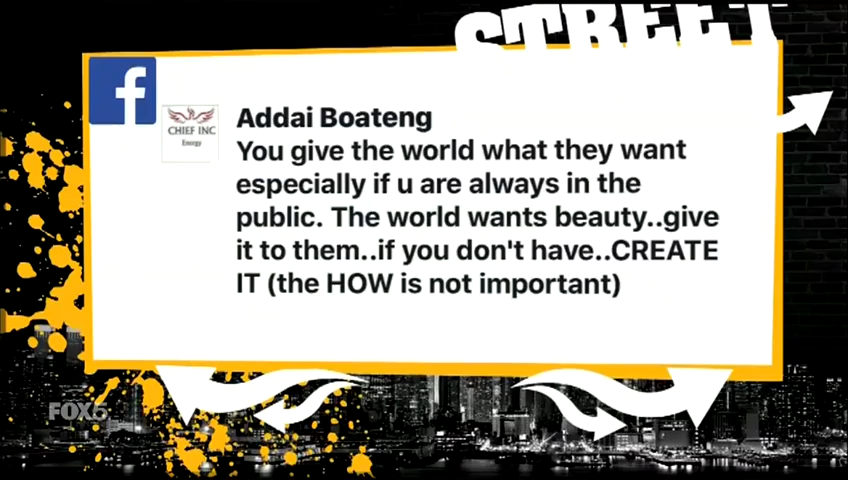 STREET
f
CHIEF INC
Energy
Addai Boateng
You give the world what they want
especially if u are always in the
public. The world wants beauty..give
it to them..if you don't have..CREATE
IT (the HOW is not important)
FOX5